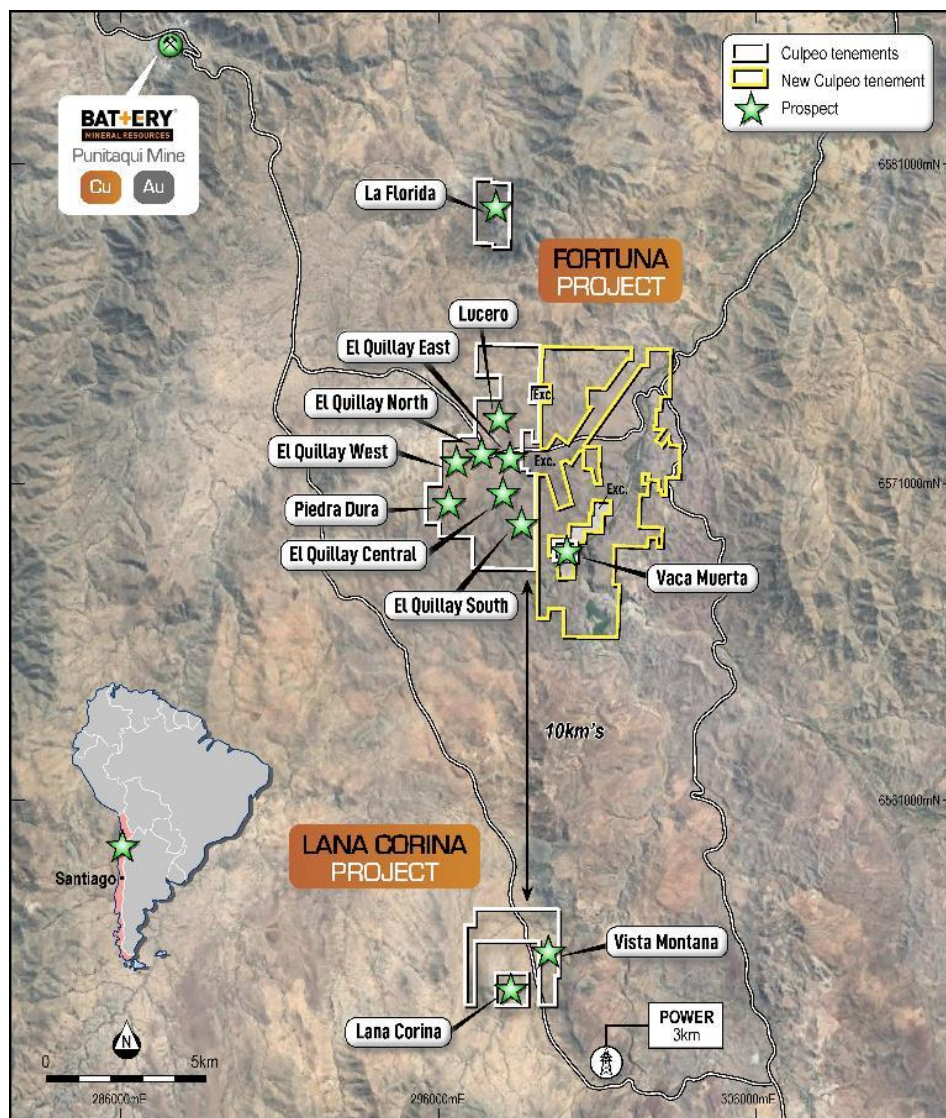 Culpeo tenements
New Culpeo tenement
Prospect
BATTERY
MINERAL RESOURCES
Punitaqui Mine
Cu
Au
6581000mN
La Florida
FORTUNA
PROJECT
Lucero
El Quillay East
El Quillay North
El Quillay West
Piedra Dura
El Quillay Central
El Quillay South
Exc.
Exc.
Exc.
6571000mN
Vaca Muerta
10km's
6561000mN
LANA CORINA
PROJECT
Santiago
Vista Montana
Lana Corina
POWER
3km
N
0
5km
286000mE
296000mE
306000mE